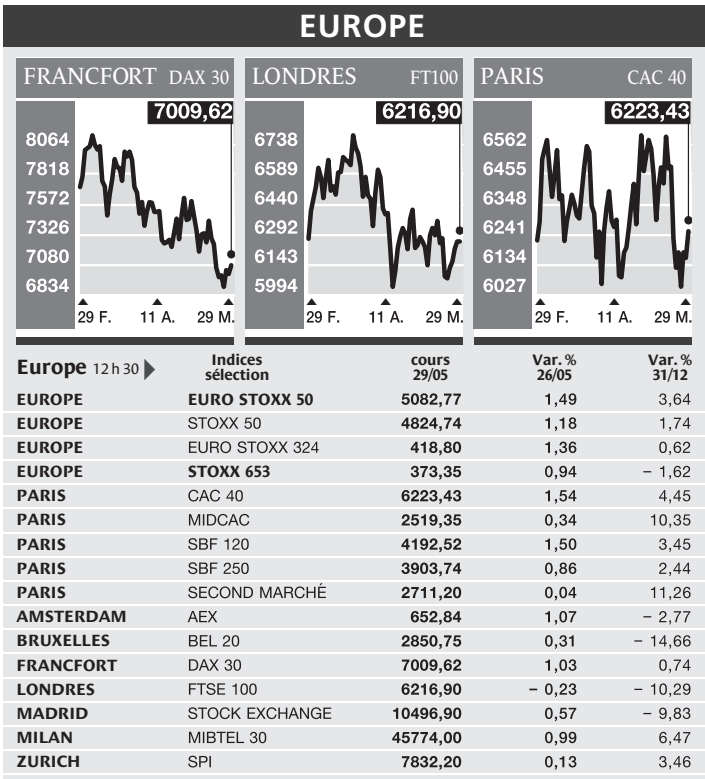 EUROPE
FRANCFORT DAX 30
7009,62
8064
7818
7572
7326
7080
6834
29 F. 11 A. 29 M.
LONDRES FT100
6216,90
6738
6589
6440
6292
6143
5994
29 F. 11 A. 29 M.
PARIS CAC 40
6223,43
6562
6455
6348
6241
6134
6027
29 F. 11 A. 29 M.
Europe 12 h 30 Indices sélection cours 29/05 Var. % 26/05 Var. % 31/12
EUROPE EURO STOXX 50 5082,77 1,49 3,64
EUROPE STOXX 50 4824,74 1,18 1,74
EUROPE EURO STOXX 324 418,80 1,36 0,62
EUROPE STOXX 653 373,35 0,94 – 1,62
PARIS CAC 40 6223,43 1,54 4,45
PARIS MIDCAC 2519,35 0,34 10,35
PARIS SBF 120 4192,52 1,50 3,45
PARIS SBF 250 3903,74 0,86 2,44
PARIS SECOND MARCHÉ 2711,20 0,04 11,26
AMSTERDAM AEX 652,84 1,07 – 2,77
BRUXELLES BEL 20 2850,75 0,31 – 14,66
FRANCFORT DAX 30 7009,62 1,03 0,74
LONDRES FTSE 100 6216,90 – 0,23 – 10,29
MADRID STOCK EXCHANGE 10496,90 0,57 – 9,83
MILAN MIBTEL 30 45774,00 0,99 6,47
ZURICH SPI 7832,20 0,13 3,46